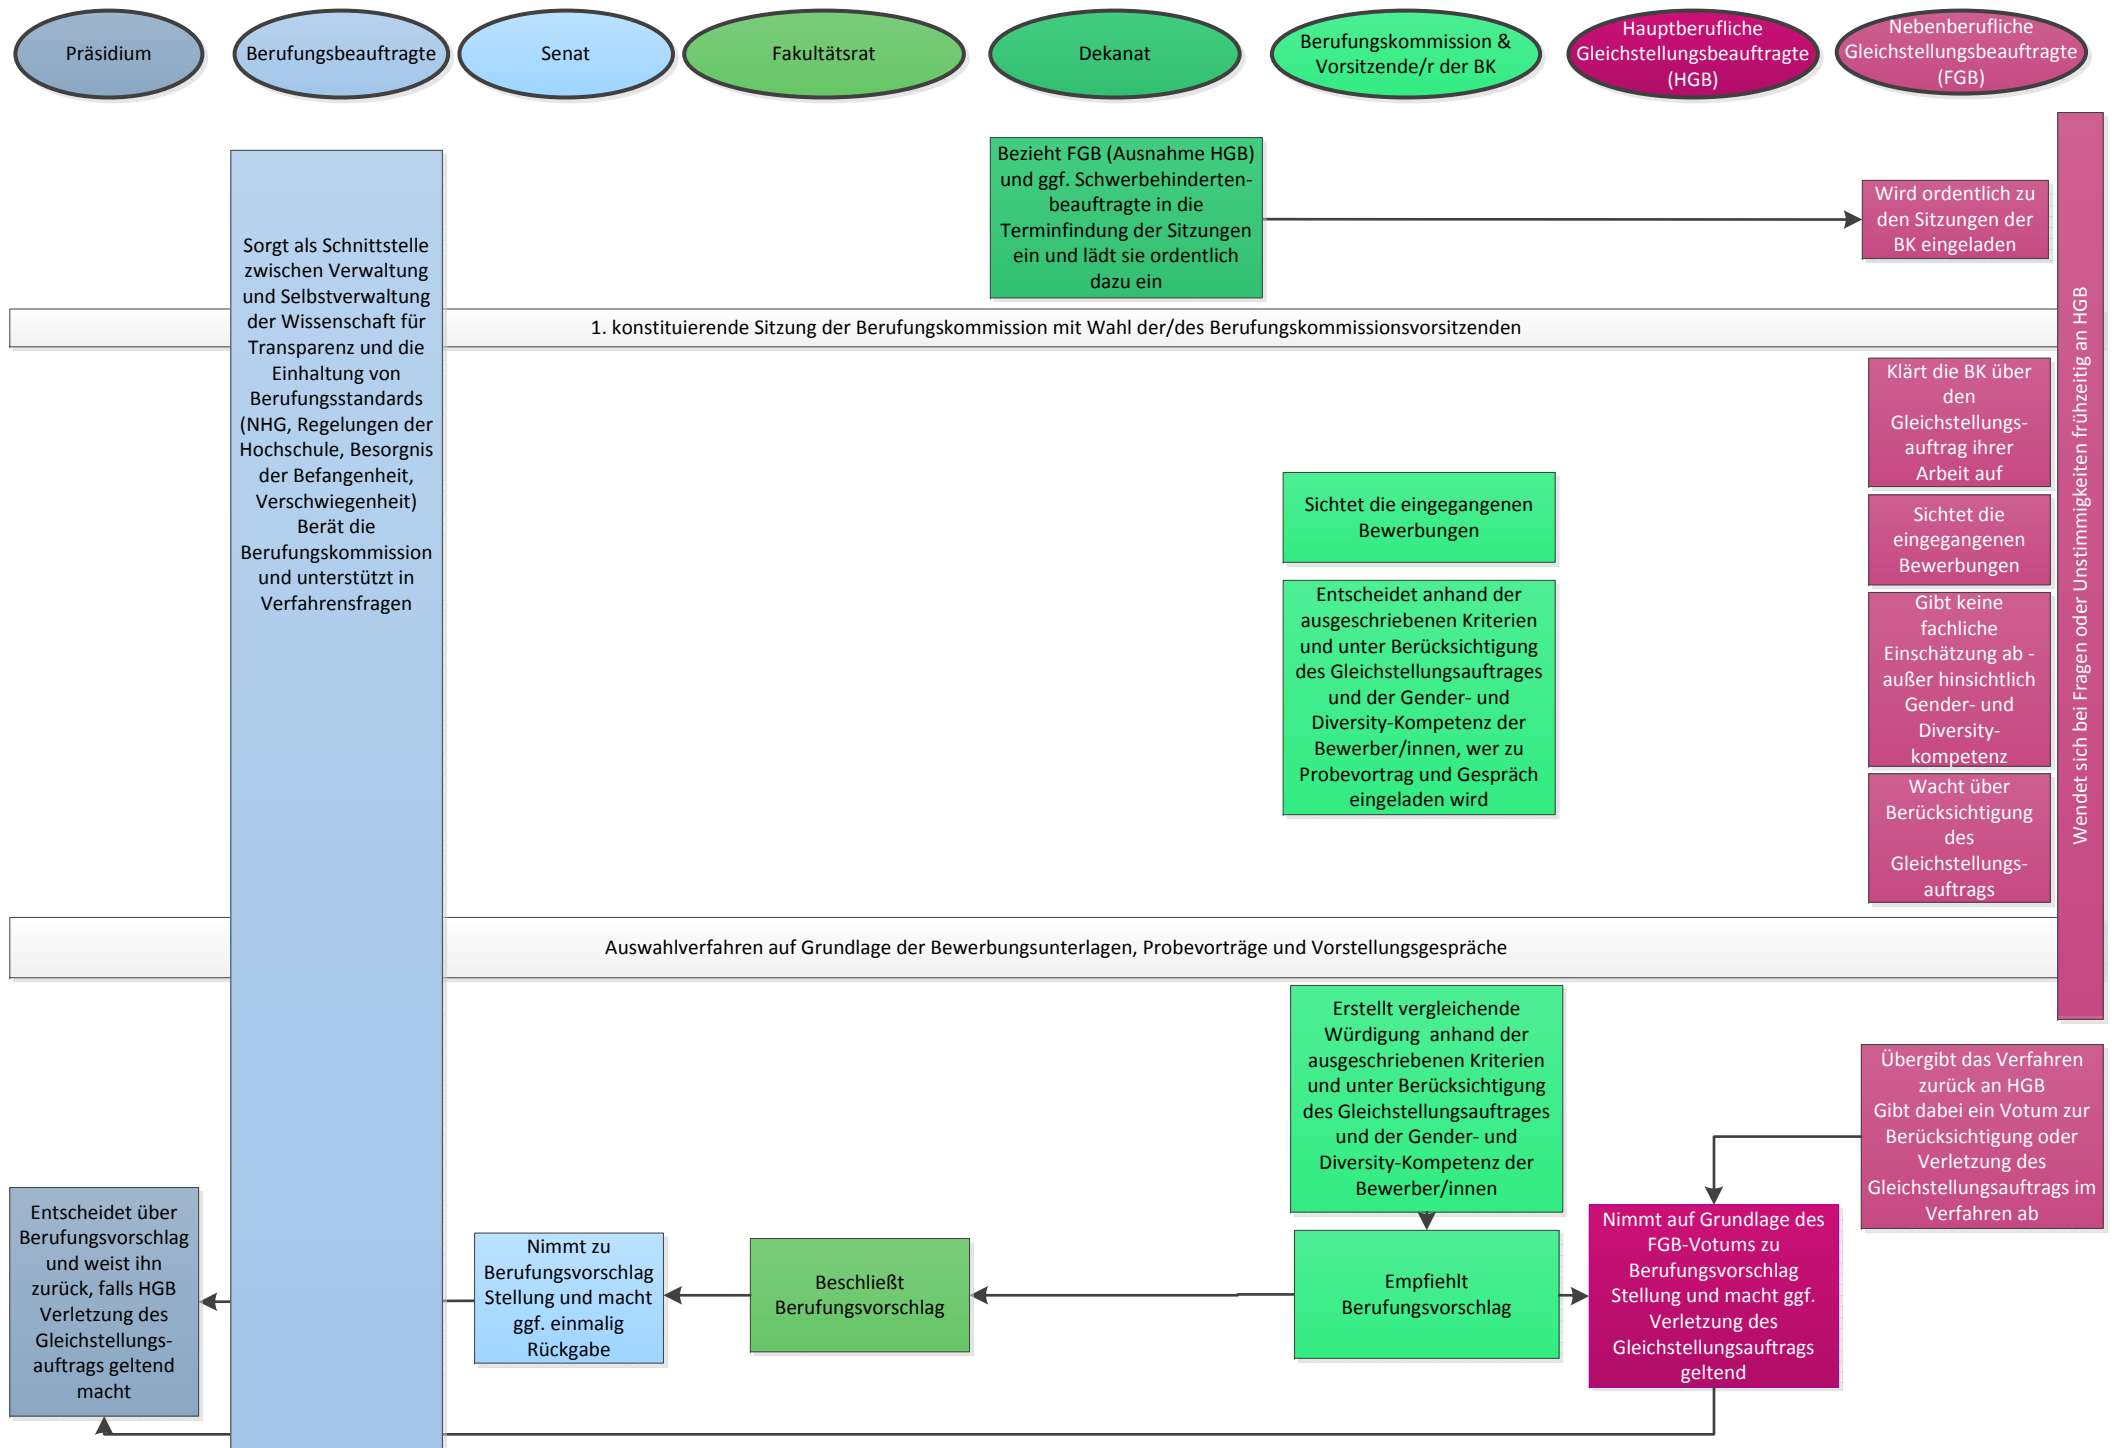 Präsidium
Berufungsbeauftragte
Senat
Fakultätsrat
Dekanat
Berufungskommission &
Vorsitzende/r der BK
Hauptberufliche
Gleichstellungsbeauftragte
(HGB)
Nebenberufliche
Gleichstellungsbeauftragte
(FGB)
Bezieht FGB (Ausnahme HGB)
und ggf. Schwerbehinderten-
beauftragte in die
Terminfindung der Sitzungen
ein und lädt sie ordentlich
dazu ein
Wird ordentlich zu
den Sitzungen der
BK eingeladen
Wendet sich bei Fragen oder Unstimmigkeiten frühzeitig an HGB
Sorgt als Schnittstelle
zwischen Verwaltung
und Selbstverwaltung
der Wissenschaft für
Transparenz und die
Einhaltung von
Berufungsstandards
(NHG, Regelungen der
Hochschule, Besorgnis
der Befangenheit,
Verschwiegenheit)
Berät die
Berufungskommission
und unterstützt in
Verfahrensfragen
1. konstituierende Sitzung der Berufungskommission mit Wahl der/des Berufungskommissionsvorsitzenden
Klärt die BK über
den
Gleichstellungs-
auftrag ihrer
Arbeit auf
Sichtet die eingegangenen
Bewerbungen
Sichtet die
eingegangenen
Bewerbungen
Entscheidet anhand der
ausgeschriebenen Kriterien
und unter Berücksichtigung
des Gleichstellungsauftrages
und der Gender- und
Diversity-Kompetenz der
Bewerber/innen, wer zu
Probevortrag und Gespräch
eingeladen wird
Gibt keine
fachliche
Einschätzung ab -
außer hinsichtlich
Gender- und
Diversity-
kompetenz
Wacht über
Berücksichtigung
des
Gleichstellungs-
auftrags
Auswahlverfahren auf Grundlage der Bewerbungsunterlagen, Probevorträge und Vorstellungsgespräche
Erstellt vergleichende
Würdigung  anhand der
ausgeschriebenen Kriterien
und unter Berücksichtigung
des Gleichstellungsauftrages
und der Gender- und
Diversity-Kompetenz der
Bewerber/innen
Übergibt das Verfahren
zurück an HGB
Gibt dabei ein Votum zur
Berücksichtigung oder
Verletzung des
Gleichstellungsauftrags im
Verfahren ab
Entscheidet über
Berufungsvorschlag
und weist ihn
zurück, falls HGB
Verletzung des
Gleichstellungs-
auftrags geltend
macht
Nimmt zu
Berufungsvorschlag
Stellung und macht
ggf. einmalig
Rückgabe
Beschließt
Berufungsvorschlag
Empfiehlt
Berufungsvorschlag
Nimmt auf Grundlage des
FGB-Votums zu
Berufungsvorschlag
Stellung und macht ggf.
Verletzung des
Gleichstellungsauftrags
geltend